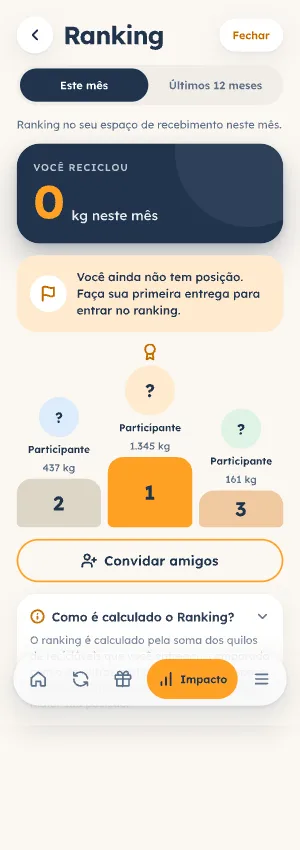 Ranking
Fechar
Este mês
Últimos 12 meses
Ranking no seu espaço de recebimento neste mês.
VOCÊ RECICLOU
0 kg neste mês
Você ainda não tem posição.
Faça sua primeira entrega para
entrar no ranking.
?
Participante
1.345 kg
1
?
Participante
437 kg
2
?
Participante
161 kg
3
Convidar amigos
Como é calculado o Ranking?
O ranking é calculado pela soma dos quilos
Impacto